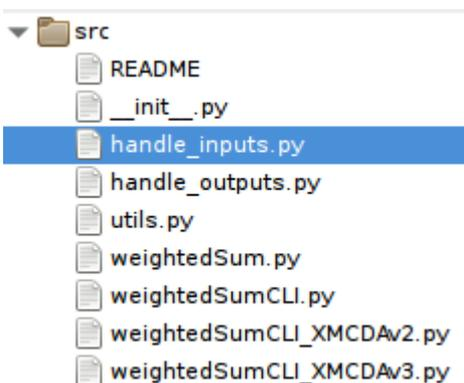 src
README
__init__.py
handle_inputs.py
handle_outputs.py
utils.py
weightedSum.py
weightedSumCLI.py
weightedSumCLI_XMCDAv2.py
weightedSumCLI_XMCDAv3.py